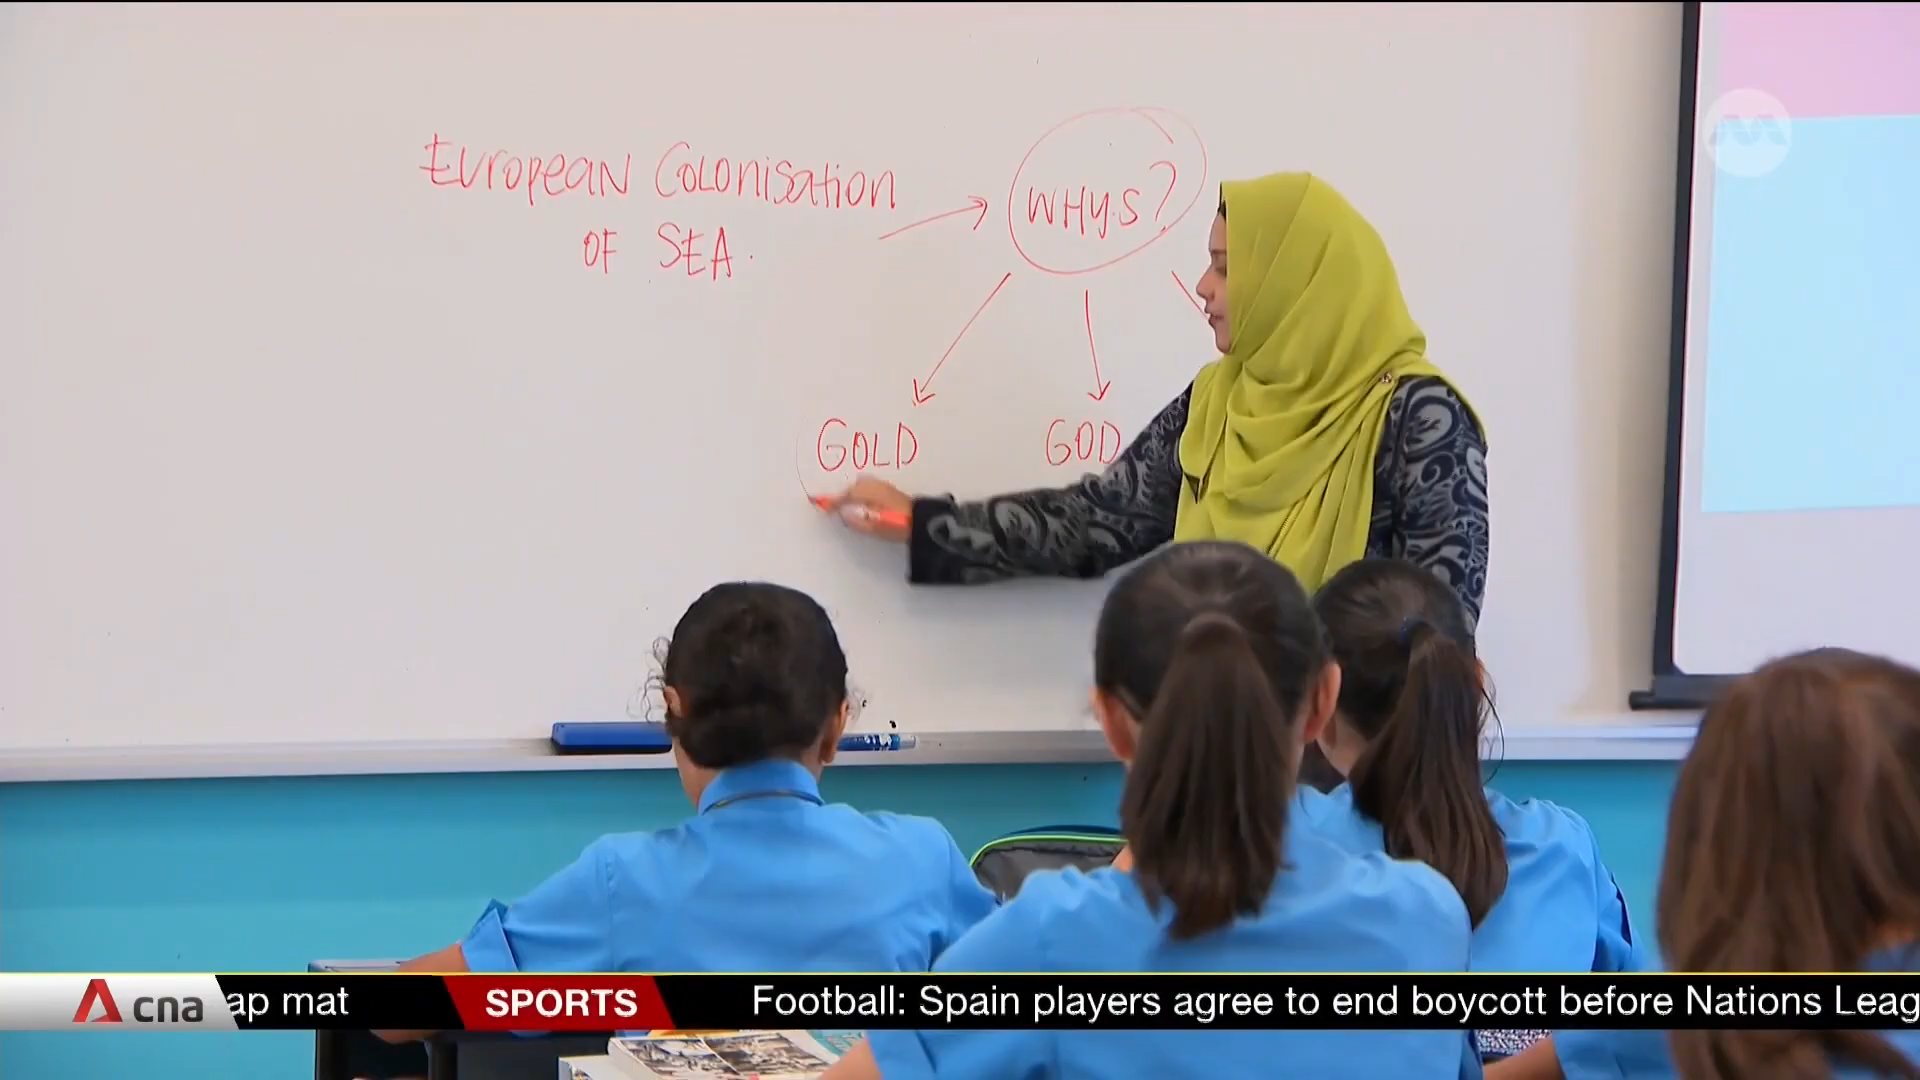 European Colonisation
OF SEA.
WHYS?
GOLD
GOD
cna
ap mat
SPORTS
Football: Spain players agree to end boycott before Nations Leag